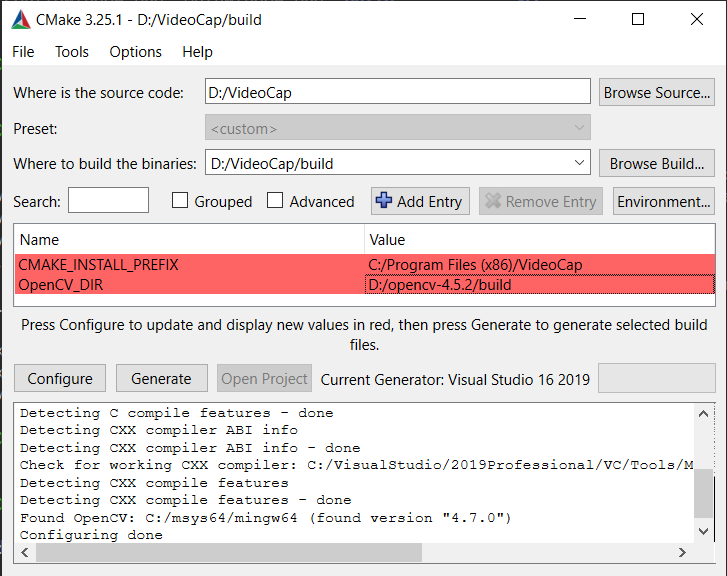 CMake 3.25.1 - D:/VideoCap/build
File Tools Options Help
Where is the source code: D:/VideoCap Browse Source...
Preset: <custom>
Where to build the binaries: D:/VideoCap/build Browse Build...
Search: Grouped Advanced Add Entry Remove Entry Environment...
Name Value
CMAKE_INSTALL_PREFIX C:/Program Files (x86)/VideoCap
OpenCV_DIR D:/opencv-4.5.2/build
Press Configure to update and display new values in red, then press Generate to generate selected build
files.
Configure Generate Open Project Current Generator: Visual Studio 16 2019
Detecting C compile features - done
Detecting CXX compiler ABI info
Detecting CXX compiler ABI info - done
Check for working CXX compiler: C:/VisualStudio/2019Professional/VC/Tools/M
Detecting CXX compile features
Detecting CXX compile features - done
Found OpenCV: C:/msys64/mingw64 (found version "4.7.0")
Configuring done